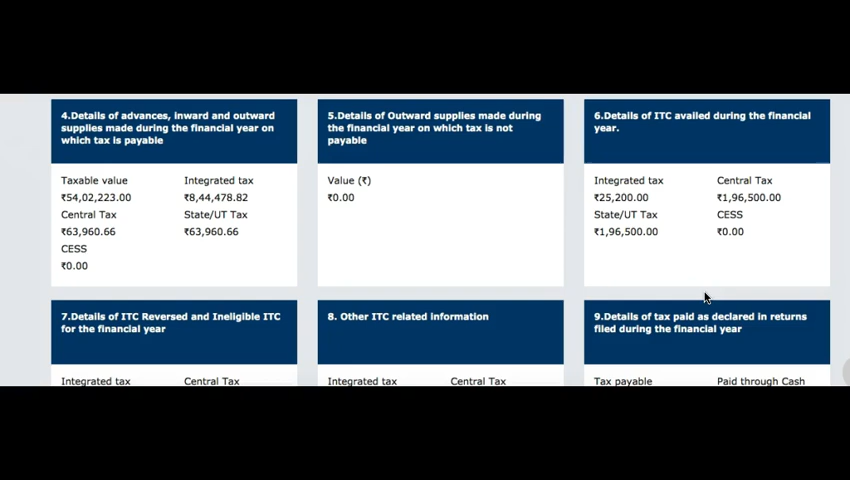 4.Details of advances, inward and outward
supplies made during the financial year on
which tax is payable
Taxable value Integrated tax
₹54,02,223.00 ₹8,44,478.82
Central Tax State/UT Tax
₹63,960.66 ₹63,960.66
CESS
₹0.00
5.Details of Outward supplies made during
the financial year on which tax is not
payable
Value (₹)
₹0.00
6.Details of ITC availed during the financial
year.
Integrated tax Central Tax
₹25,200.00 ₹1,96,500.00
State/UT Tax CESS
₹1,96,500.00 ₹0.00
7.Details of ITC Reversed and Ineligible ITC
for the financial year
Integrated tax Central Tax
8. Other ITC related information
Integrated tax Central Tax
9.Details of tax paid as declared in returns
filed during the financial year
Tax payable Paid through Cash